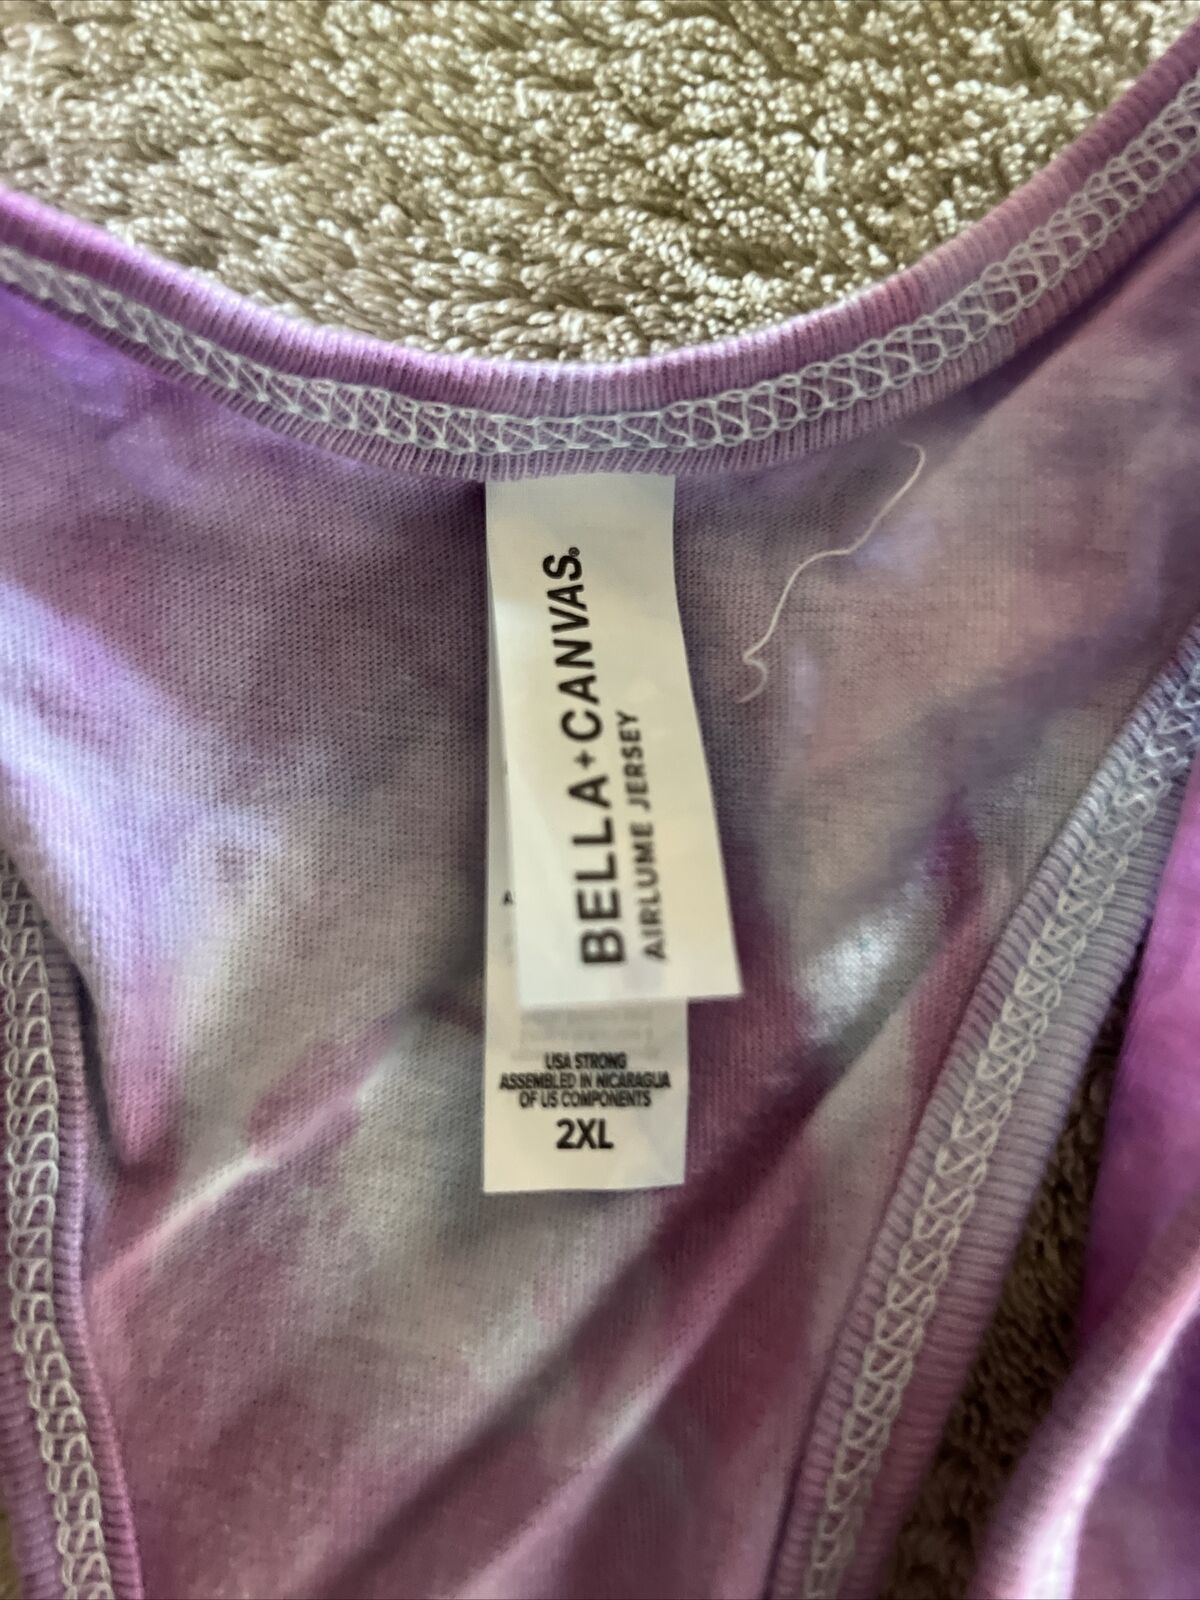 BELLA+CANVAS®
AIRLUME JERSEY
USA STRONG
ASSEMBLED IN NICARAGUA
OF US COMPONENTS
2XL